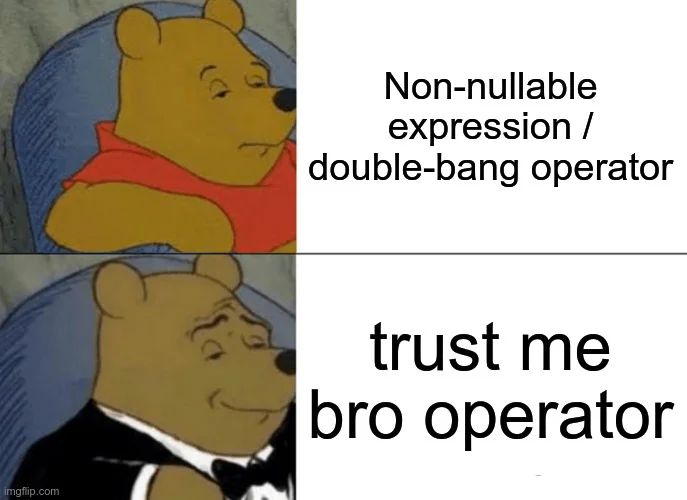 Non-nullable
expression /
double-bang operator
trust me
bro operator
imgflip.com